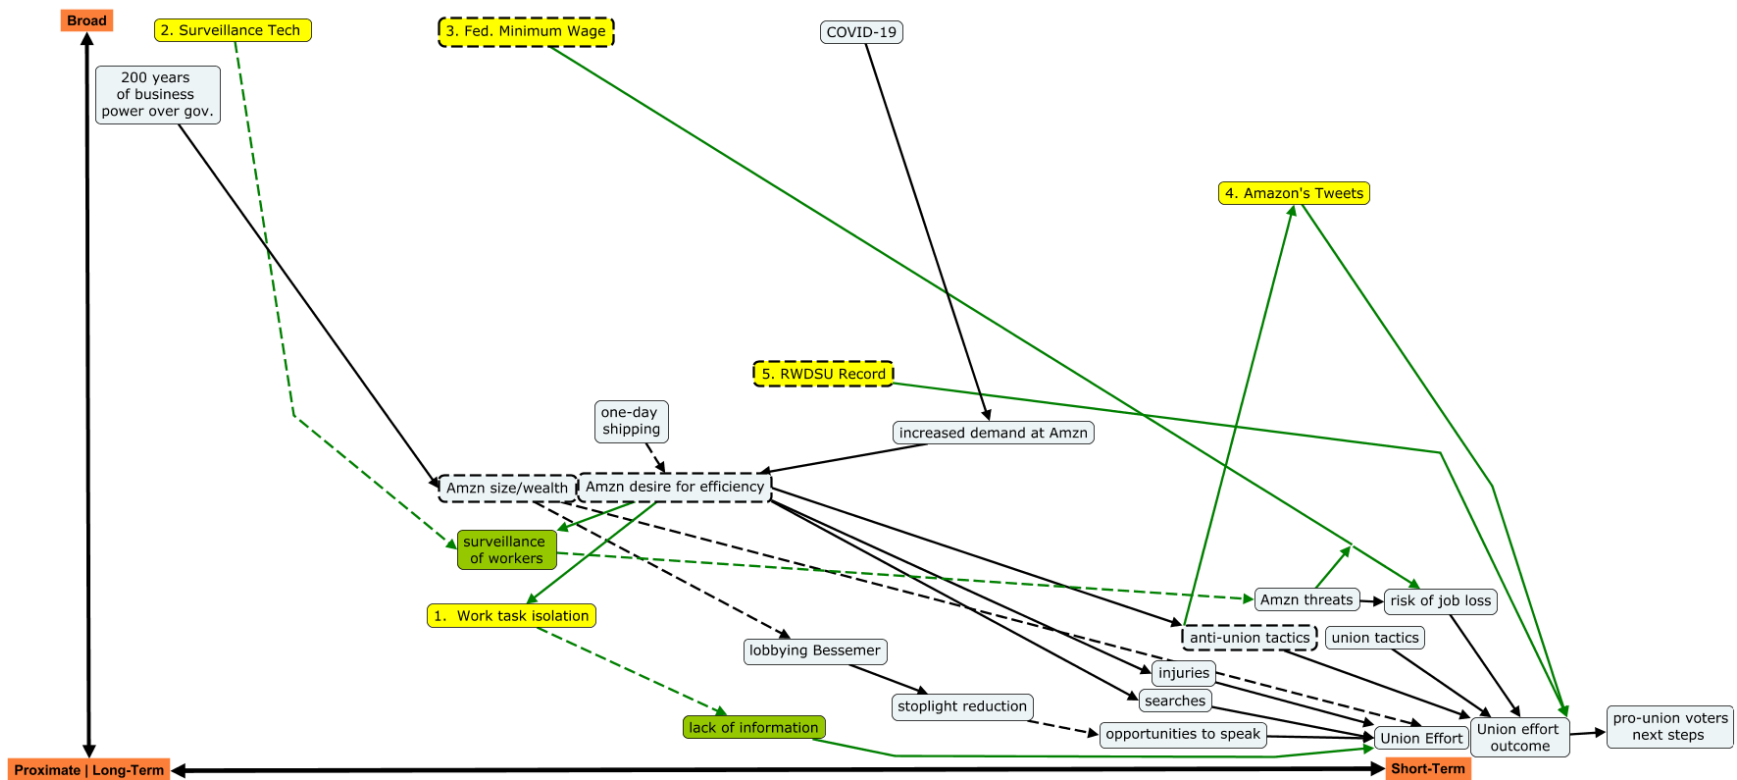 Broad
2. Surveillance Tech
3. Fed. Minimum Wage
COVID-19
200 years
of business
power over gov.
4. Amazon's Tweets
5. RWDSU Record
one-day
shipping
increased demand at Amzn
Amzn size/wealth
Amzn desire for efficiency
surveillance
of workers
Amzn threats
risk of job loss
1. Work task isolation
anti-union tactics
union tactics
lobbying Bessemer
injuries
searches
stoplight reduction
lack of information
opportunities to speak
Union Effort
Union effort
outcome
pro-union voters
next steps
Proximate | Long-Term
Short-Term